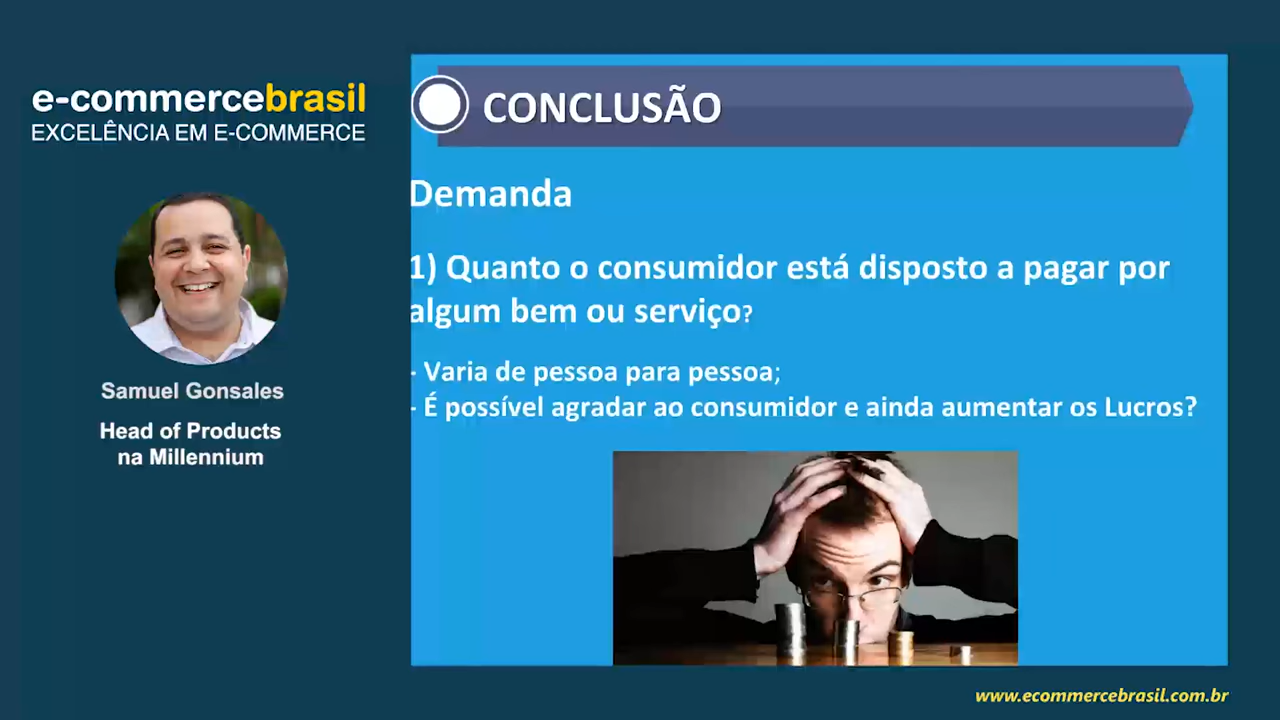 e-commercebrasil
EXCELÊNCIA EM E-COMMERCE
Samuel Gonsales
Head of Products
na Millennium
CONCLUSÃO
Demanda
1) Quanto o consumidor está disposto a pagar por
algum bem ou serviço?
- Varia de pessoa para pessoa;
- É possível agradar ao consumidor e ainda aumentar os Lucros?
www.ecommercebrasil.com.br